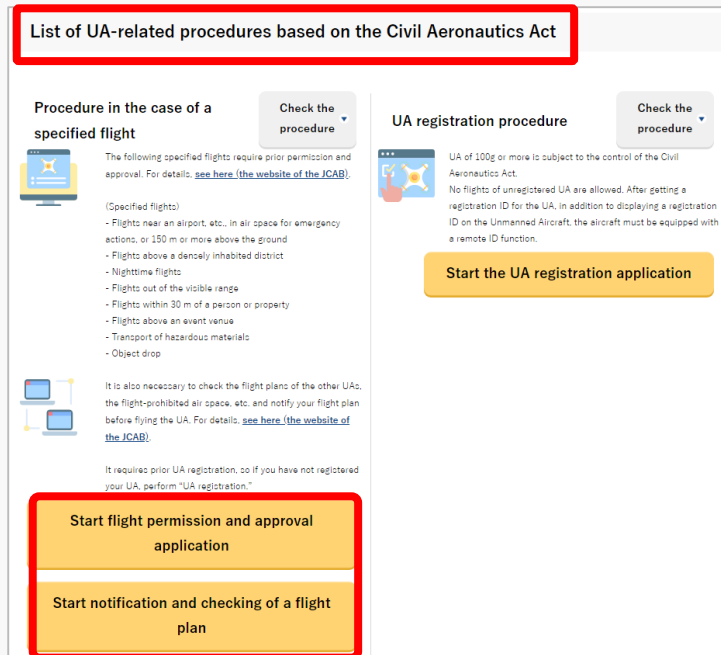 List of UA-related procedures based on the Civil Aeronautics Act
Procedure in the case of a
specified flight
Check the
procedure
The following specified flights require prior permission and
approval. For details, see here (the website of the JCAB).
(Specified flights)
- Flights near an airport, etc., in air space for emergency
actions, or 150 m or more above the ground
- Flights above a densely inhabited district
- Nighttime flights
- Flights out of the visible range
- Flights within 30 m of a person or property
- Flights above an event venue
- Transport of hazardous materials
- Object drop
It is also necessary to check the flight plans of the other UAs,
the flight-prohibited air space, etc. and notify your flight plan
before flying the UA. For details, see here (the website of
the JCAB).
It requires prior UA registration, so if you have not registered
your UA, perform “UA registration.”
Start flight permission and approval
application
Start notification and checking of a flight
plan
UA registration procedure
Check the
procedure
UA of 100g or more is subject to the control of the Civil
Aeronautics Act.
No flights of unregistered UA are allowed. After getting a
registration ID for the UA, in addition to displaying a registration
ID on the Unmanned Aircraft, the aircraft must be equipped with
a remote ID function.
Start the UA registration application